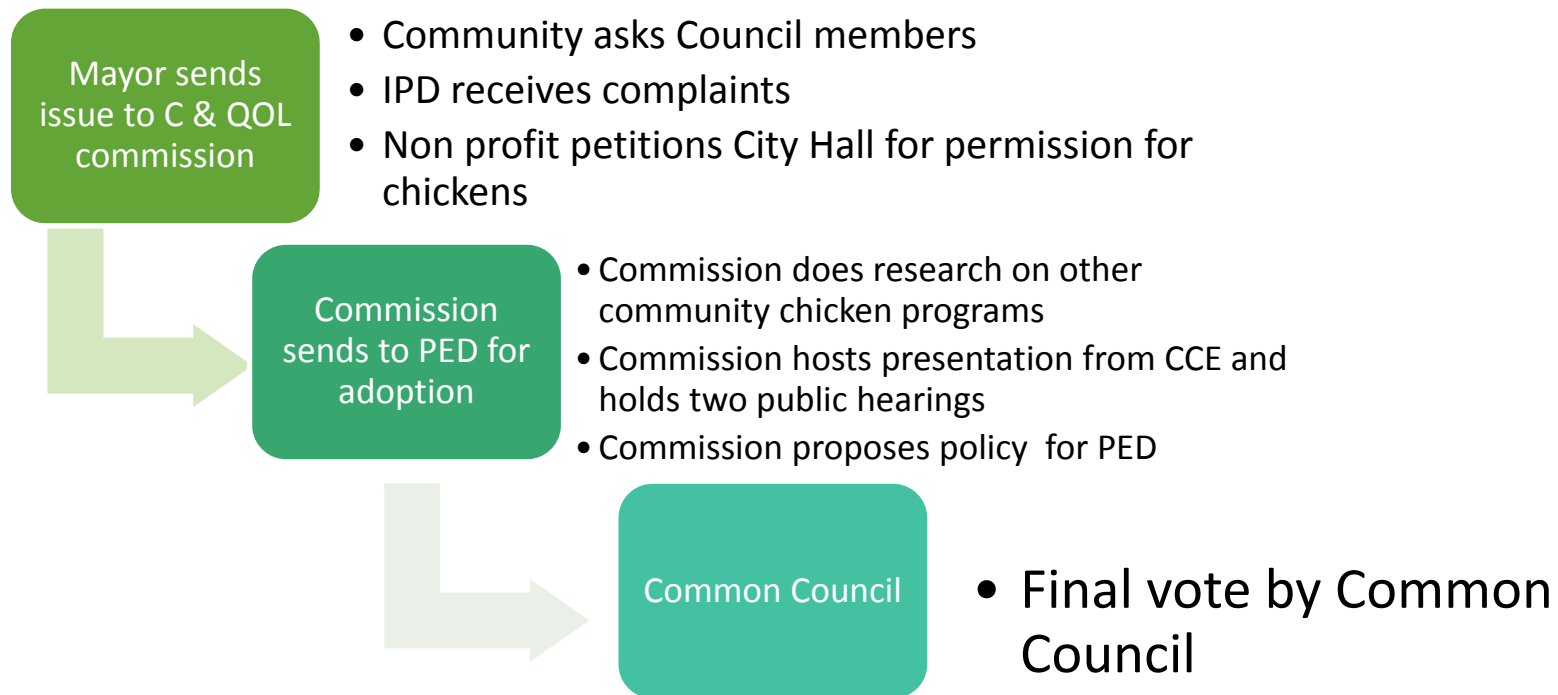 Mayor sends
issue to C & QOL
commission
• Community asks Council members
• IPD receives complaints
• Non profit petitions City Hall for permission for
chickens
Commission
sends to PED for
adoption
• Commission does research on other
community chicken programs
• Commission hosts presentation from CCE and
holds two public hearings
• Commission proposes policy  for PED
Common Council
• Final vote by Common
Council